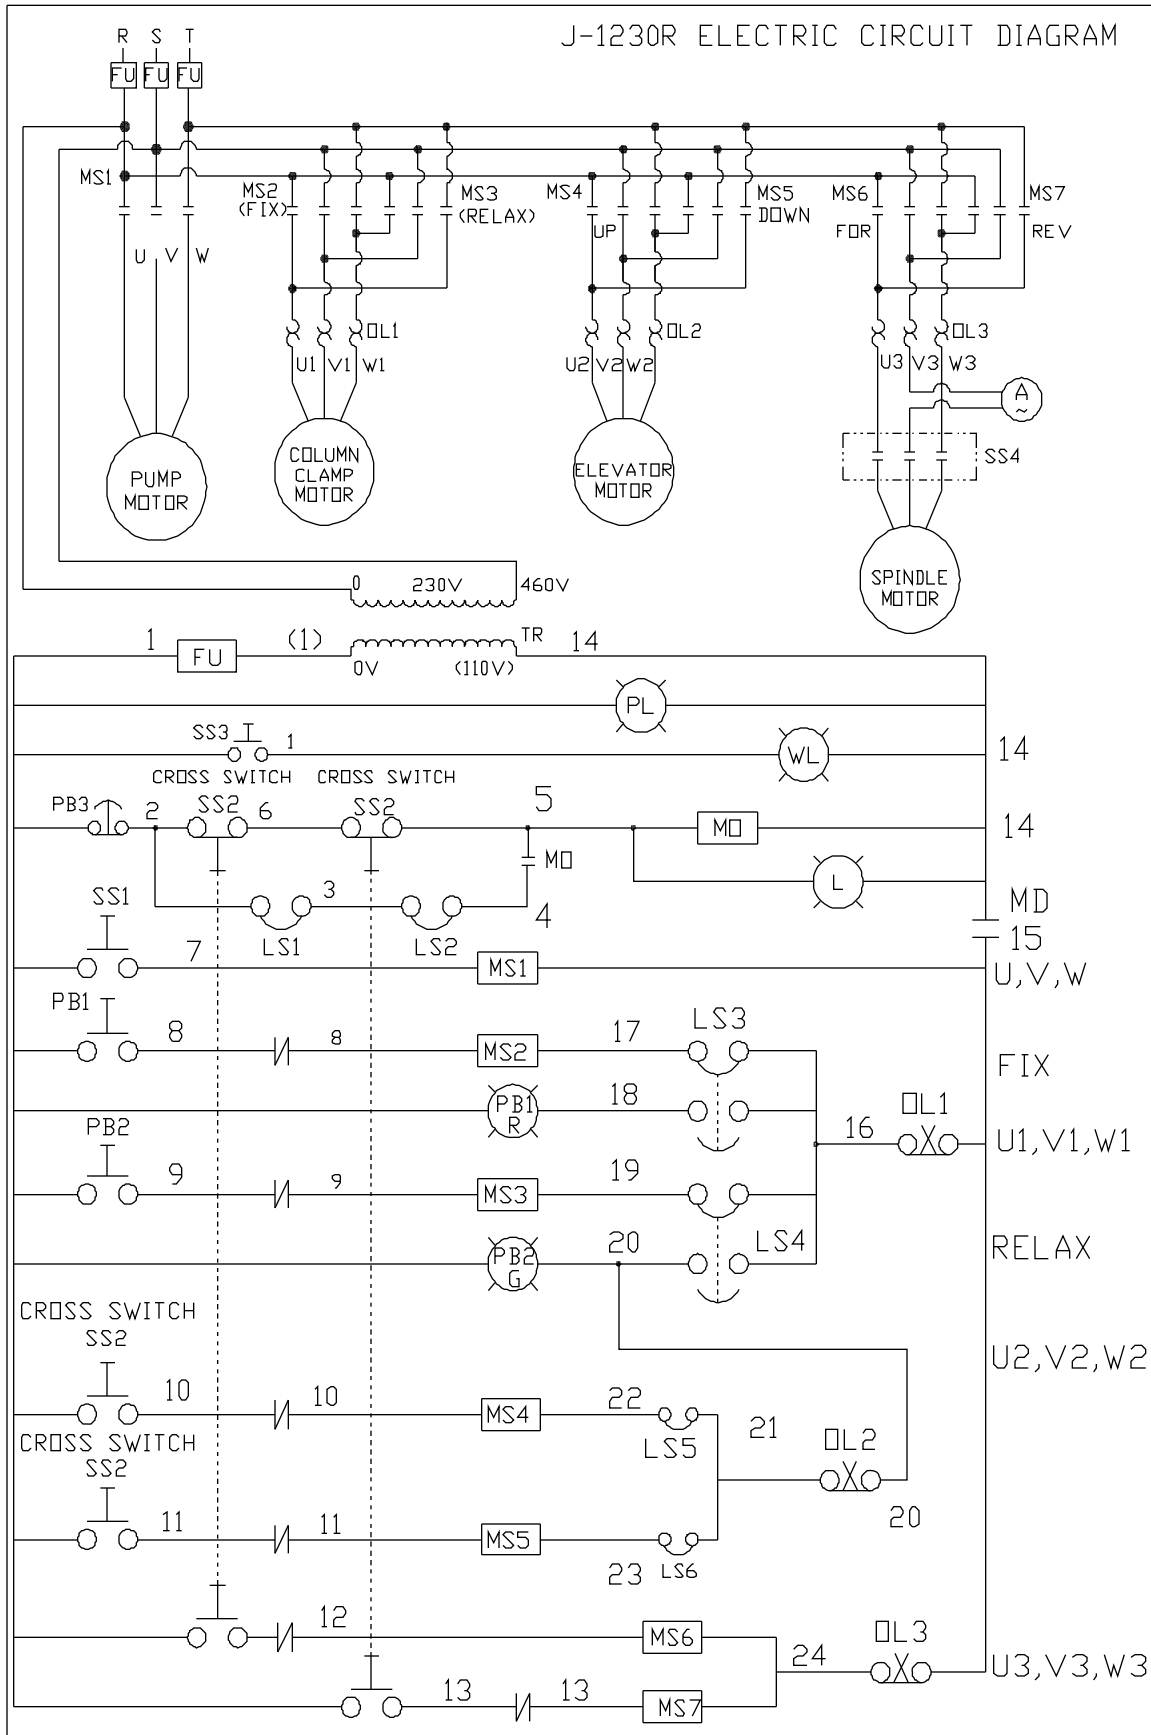 J-1230R ELECTRIC CIRCUIT DIAGRAM
R S T
FU FU FU
MS1
MS2
(FIX)
MS3
(RELAX)
MS4
UP
MS5
DOWN
MS6
FOR
MS7
REV
U V W
OL1
OL2
OL3
U1 V1 W1
U2 V2 W2
U3 V3 W3
A
~
SS4
PUMP
MOTOR
COLUMN
CLAMP
MOTOR
ELEVATOR
MOTOR
SPINDLE
MOTOR
0 230V 460V
1 FU (1) TR 14
0V (110V)
PL
SS3 1 WL 14
CROSS SWITCH CROSS SWITCH
PB3 2 SS2 6 SS2 5 MO 14
MO
L
3
LS1 LS2 4
MD
15
SS1 7 MS1 U,V,W
PB1 8 8 MS2 17 LS3 FIX
PB1
R
18
16 OL1 U1,V1,W1
PB2 9 9 MS3 19
PB2
G
20 LS4 RELAX
CROSS SWITCH
SS2
U2,V2,W2
10 10 MS4 22 LS5
21 OL2
20
CROSS SWITCH
SS2
11 11 MS5 23 LS6
12 MS6
24 OL3 U3,V3,W3
13 13 MS7